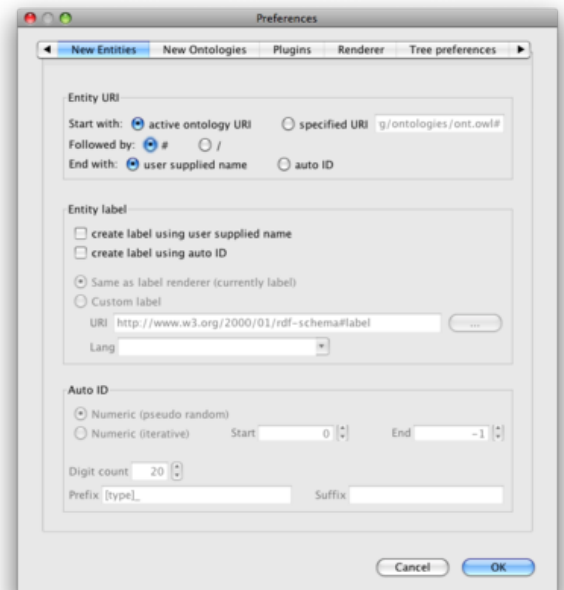 Preferences
New Entities New Ontologies Plugins Renderer Tree preferences
Entity URI
Start with: active ontology URI specified URI g/ontologies/ont.owl#
Followed by: # /
End with: user supplied name auto ID
Entity label
create label using user supplied name
create label using auto ID
Same as label renderer (currently label)
Custom label
URI http://www.w3.org/2000/01/rdf-schema#label ...
Lang
Auto ID
Numeric (pseudo random)
Numeric (iterative) Start 0 End -1
Digit count 20
Prefix [type]_ Suffix
Cancel OK